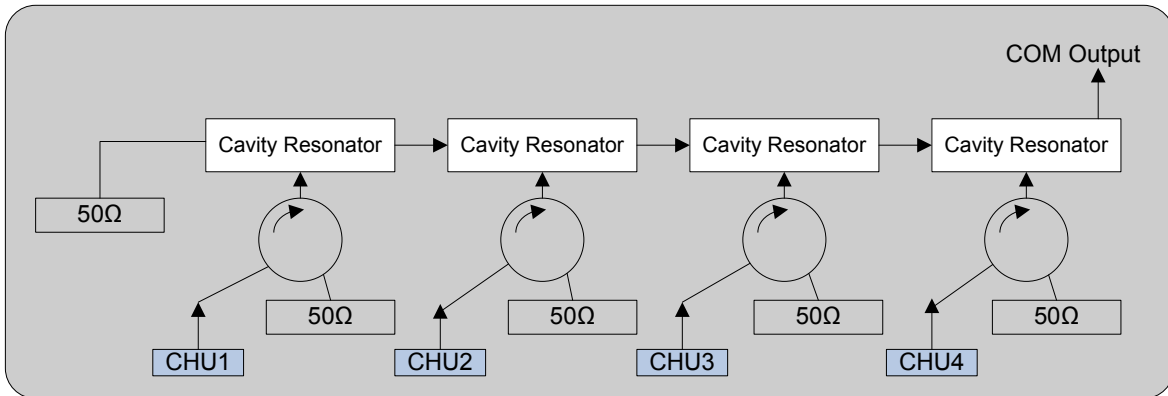 COM Output
Cavity Resonator
Cavity Resonator
Cavity Resonator
Cavity Resonator
50Ω
50Ω
50Ω
50Ω
50Ω
CHU1
CHU2
CHU3
CHU4